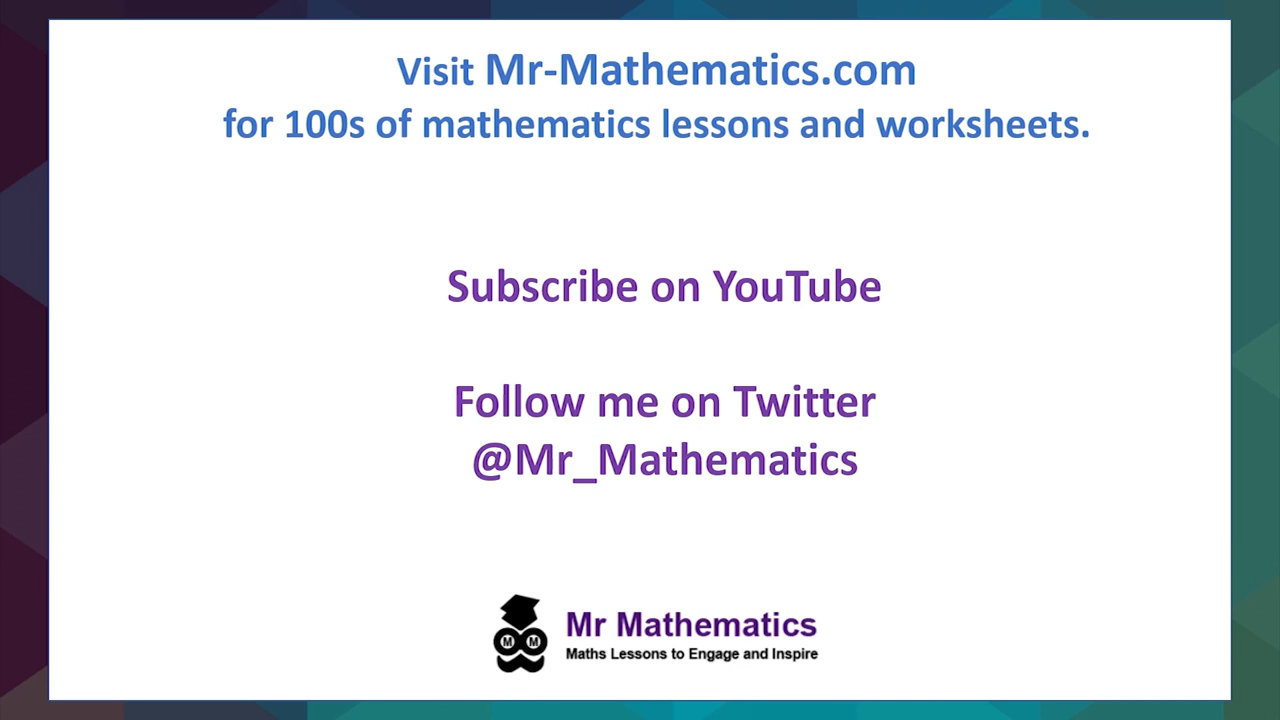 Visit Mr-Mathematics.com
for 100s of mathematics lessons and worksheets.
Subscribe on YouTube
Follow me on Twitter
@Mr_Mathematics
M M
Mr Mathematics
Maths Lessons to Engage and Inspire